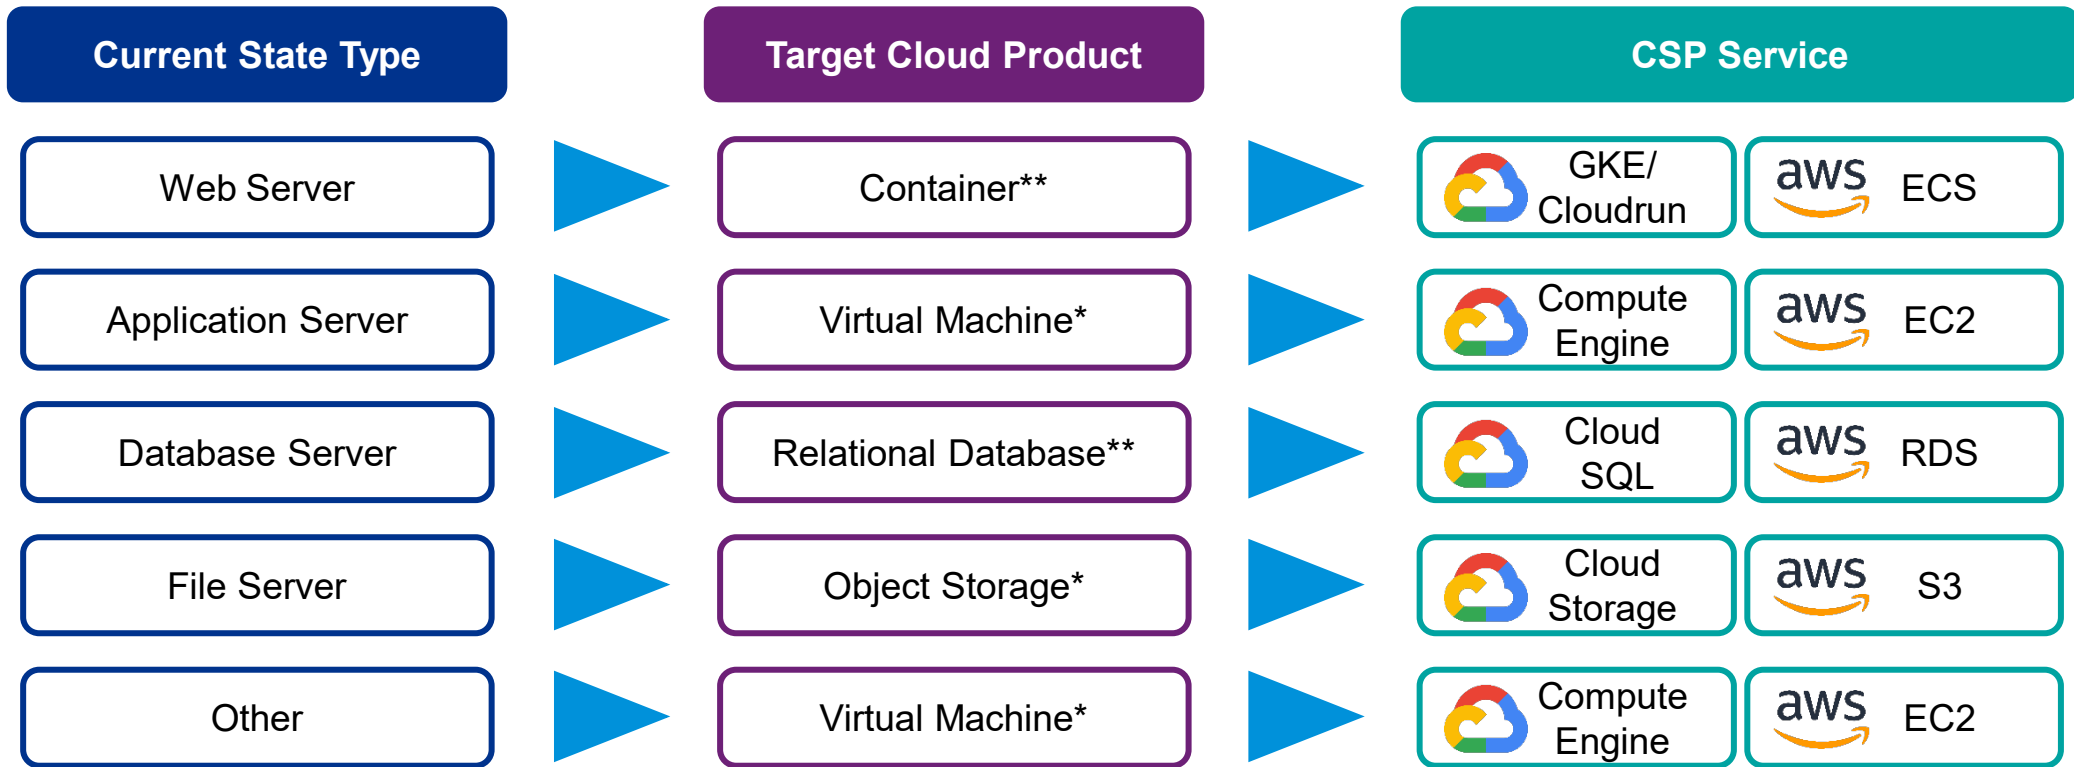 Current State Type
Target Cloud Product
CSP Service
Web Server
Container**
GKE/
Cloudrun
aws
ECS
Application Server
Virtual Machine*
Compute
Engine
aws
EC2
Database Server
Relational Database**
Cloud
SQL
aws
RDS
File Server
Object Storage*
Cloud
Storage
aws
S3
Other
Virtual Machine*
Compute
Engine
aws
EC2